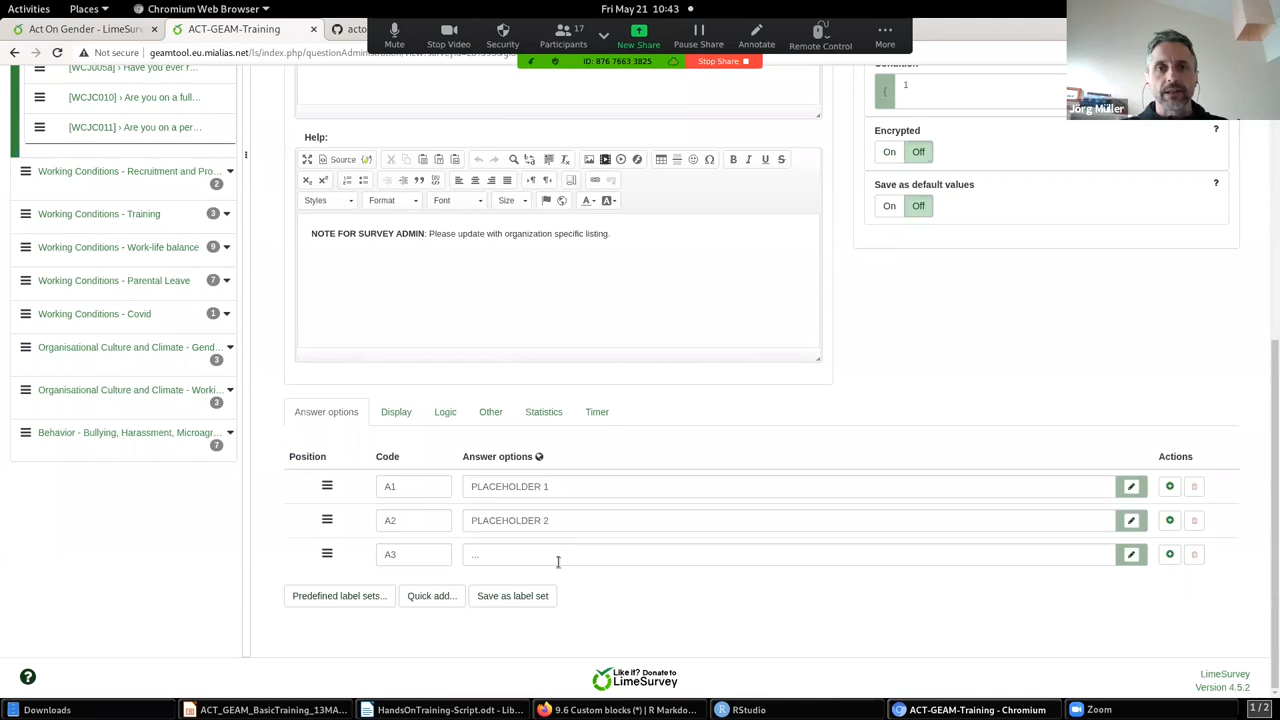 Activities Places Chromium Web Browser Fri May 21 10:43
Act On Gender - LimeSurv × ACT-GEAM-Training × acto
Mute Stop Video Security Participants 17 New Share Pause Share Annotate Remote Control More
Not secure geamtool.eu.mialias.net/ls/index.php/questionAdminis
ID: 876 7663 3825 Stop Share
[WCJC005a] › Have you ever r...
[WCJC010] › Are you on a full...
[WCJC011] › Are you on a per...
Working Conditions - Recruitment and Pro...
2
Working Conditions - Training 3
Working Conditions - Work-life balance 9
Working Conditions - Parental Leave 7
Working Conditions - Covid 1
Organisational Culture and Climate - Gend...
3
Organisational Culture and Climate - Worki...
3
Behavior - Bullying, Harassment, Microagr...
7
Help:
Source
B I U S
Styles Format Font Size A A
NOTE FOR SURVEY ADMIN: Please update with organization specific listing.
Condition
{ 1
Jörg Müller
Encrypted ?
On Off
Save as default values ?
On Off
Answer options Display Logic Other Statistics Timer
Position Code Answer options Actions
A1 PLACEHOLDER 1
A2 PLACEHOLDER 2
A3 ...
Predefined label sets... Quick add... Save as label set
Like it? Donate to
LimeSurvey
LimeSurvey
Version 4.5.2
Downloads ACT_GEAM_BasicTraining_13MA... HandsOnTraining-Script.odt - Lib... 9.6 Custom blocks (*) | R Markdo... RStudio ACT-GEAM-Training - Chromium Zoom 1 / 2